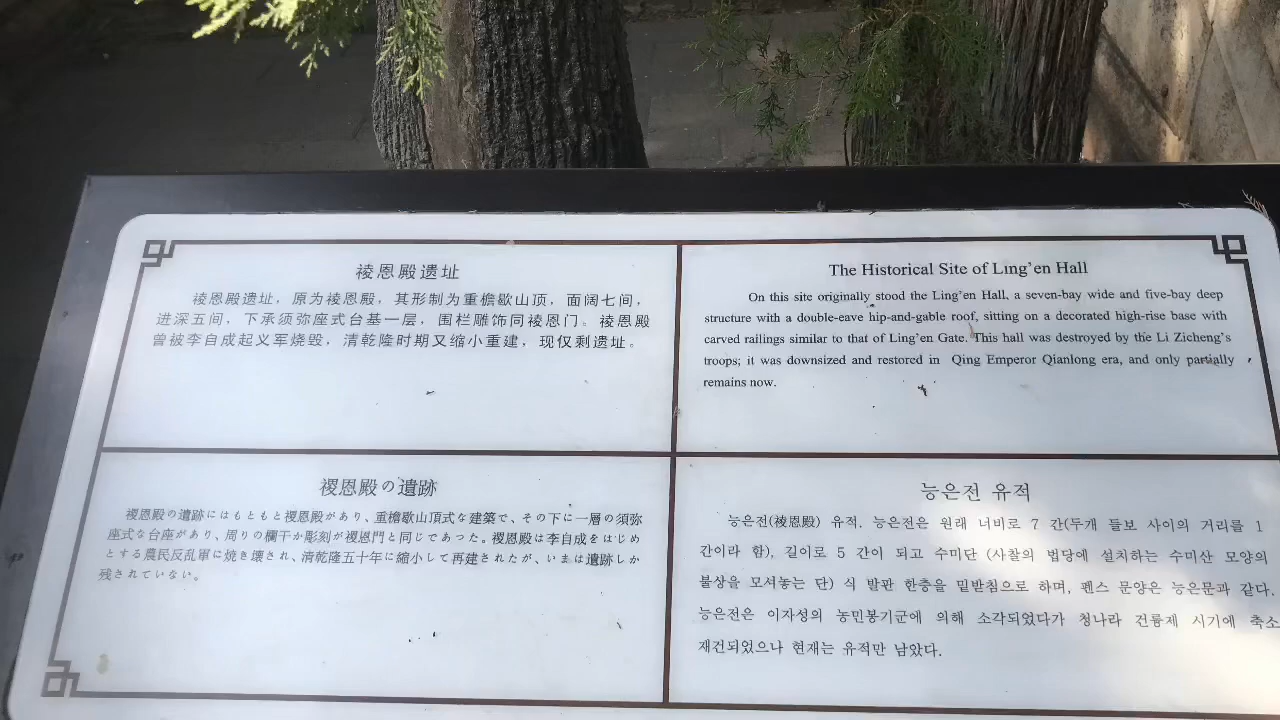 祾恩殿遗址
祾恩殿遗址，原为祾恩殿，其形制为重檐歇山顶，面阔七间，
进深五间，下承须弥座式台基一层，围栏雕饰同祾恩门。祾恩殿
曾被李自成起义军烧毁，清乾隆时期又缩小重建，现仅剩遗址。
The Historical Site of Ling'en Hall
On this site originally stood the Ling'en Hall, a seven-bay wide and five-bay deep
structure with a double-eave hip-and-gable roof, sitting on a decorated high-rise base with
carved railings similar to that of Ling'en Gate. This hall was destroyed by the Li Zicheng's
troops; it was downsized and restored in Qing Emperor Qianlong era, and only partially
remains now.
祾恩殿の遺跡
祾恩殿の遺跡にはもともと祾恩殿があり、重檐歇山頂式な建築で、その下に一層の須弥
座式な台座があり、周りの欄干か彫刻が祾恩門と同じであった。祾恩殿は李自成をはじめ
とする農民反乱軍に焼き壊され、清乾隆五十年に縮小して再建されたが、いまは遺跡しか
残されていない。
능은전 유적
능은전(祾恩殿) 유적. 능은전은 원래 너비로 7 간(두개 들보 사이의 거리를 1
간이라 함), 길이로 5 간이 되고 수미단 (사찰의 법당에 설치하는 수미산 모양의
불상을 모셔놓는 단) 식 발판 한층을 밑받침으로 하며, 펜스 문양은 능은문과 같다.
능은전은 이자성의 농민봉기군에 의해 소각되었다가 청나라 건륭제 시기에 축소
재건되었으나 현재는 유적만 남았다.